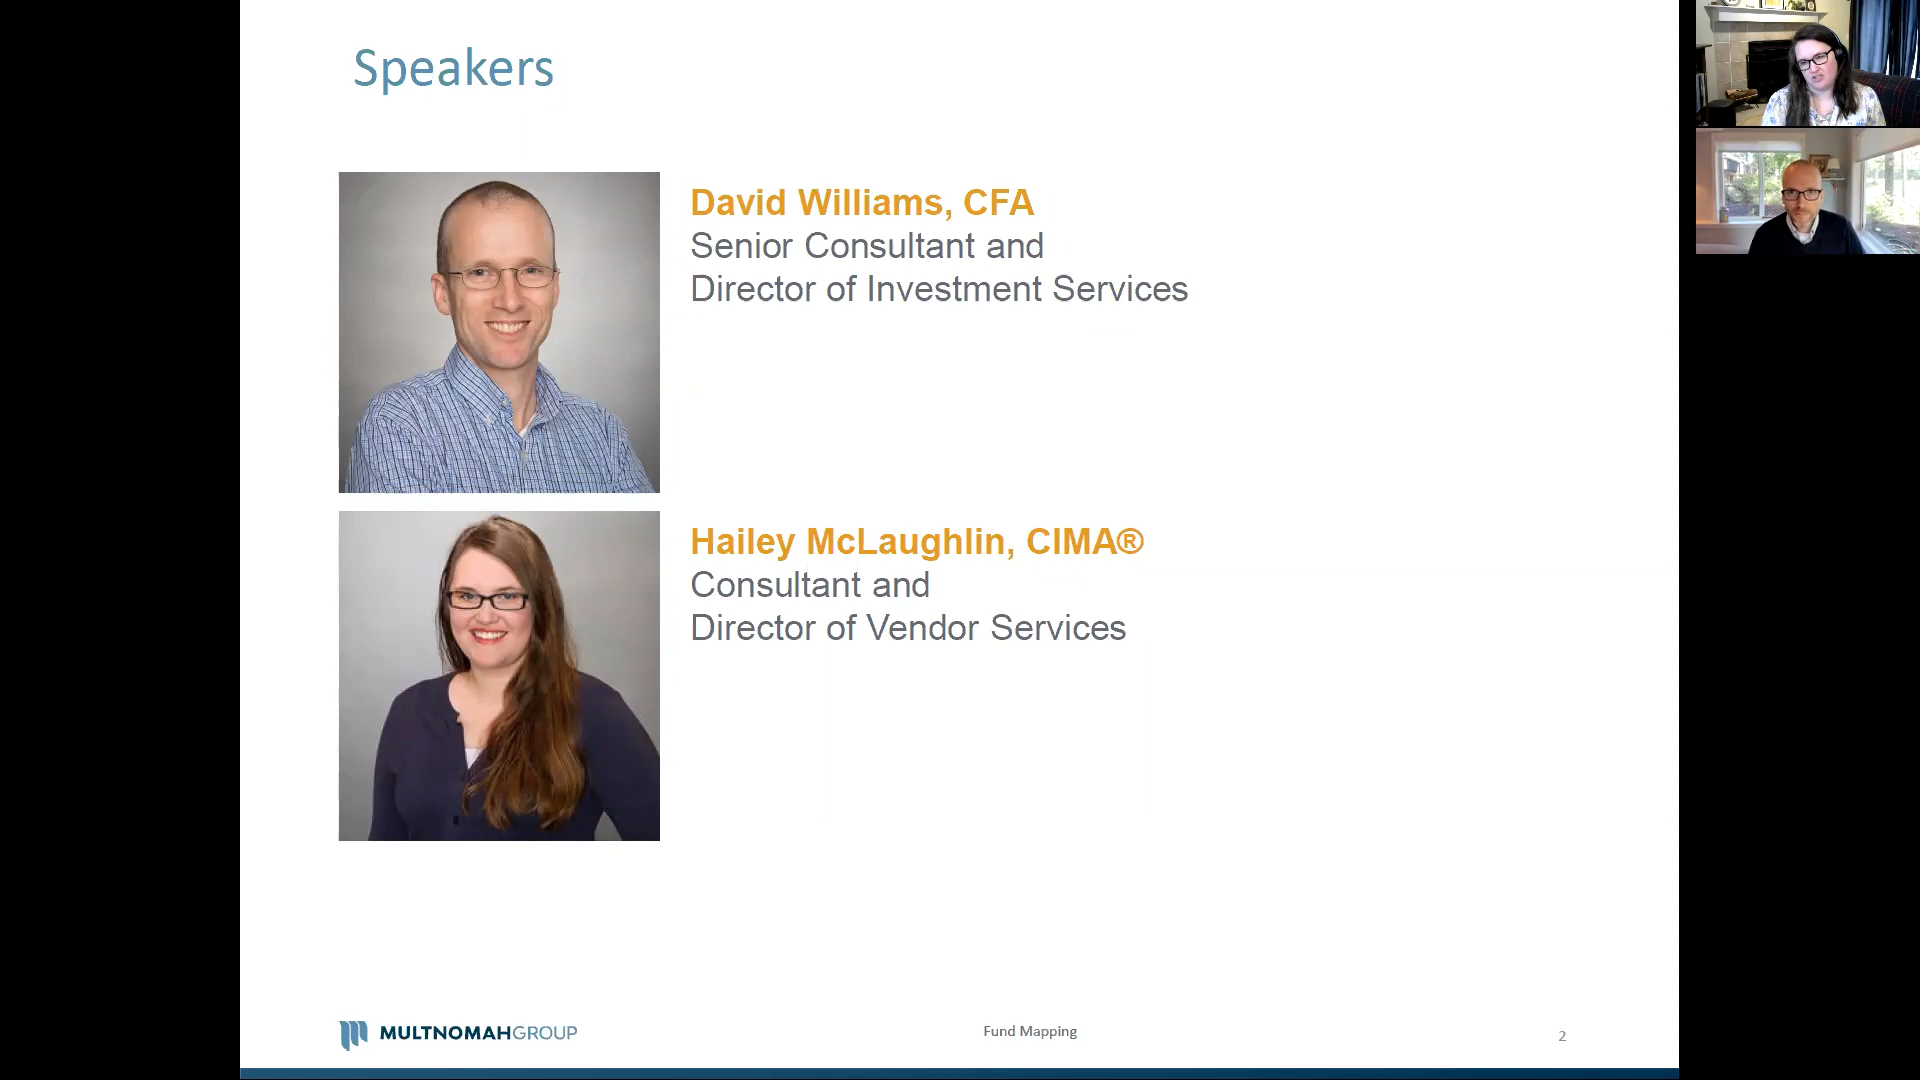 Speakers
David Williams, CFA
Senior Consultant and
Director of Investment Services
Hailey McLaughlin, CIMA®
Consultant and
Director of Vendor Services
MULTNOMAHGROUP
Fund Mapping
2